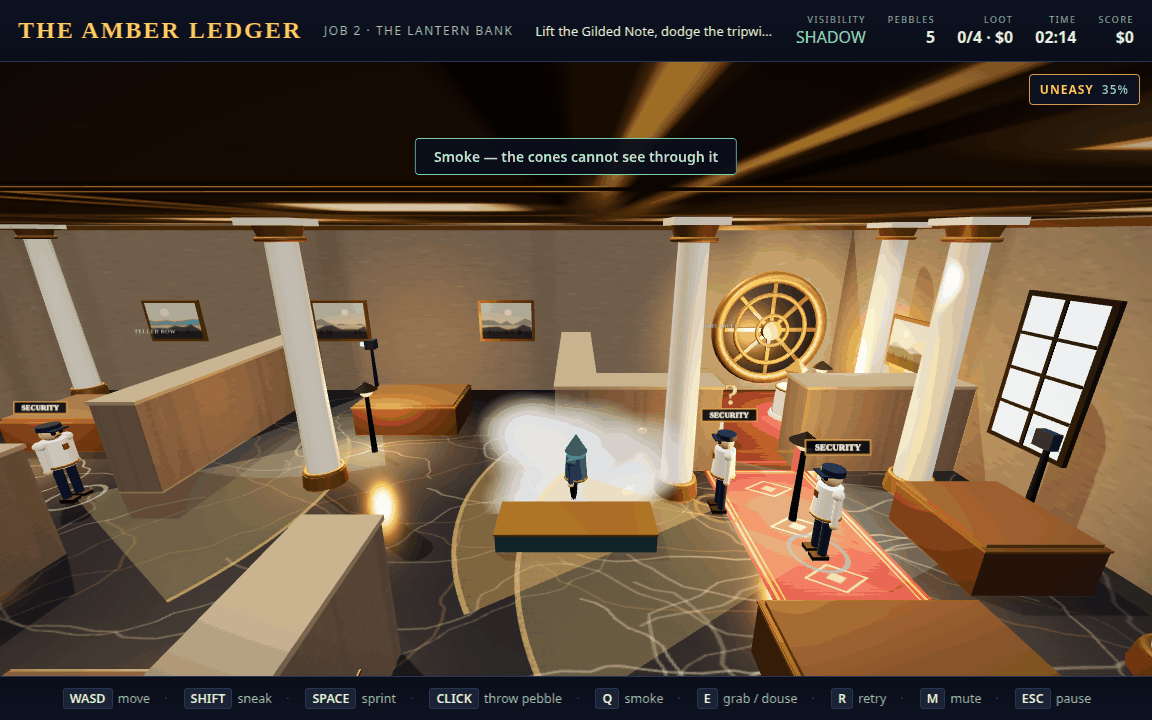 THE AMBER LEDGER
JOB 2 · THE LANTERN BANK
Lift the Gilded Note, dodge the tripwi...
VISIBILITY
SHADOW
PEBBLES
5
LOOT
0/4 · $0
TIME
02:14
SCORE
$0
UNEASY 35%
Smoke — the cones cannot see through it
TELLER ROW
?
SECURITY
SECURITY
SECURITY
WASD move · SHIFT sneak · SPACE sprint · CLICK throw pebble · Q smoke · E grab / douse · R retry · M mute · ESC pause